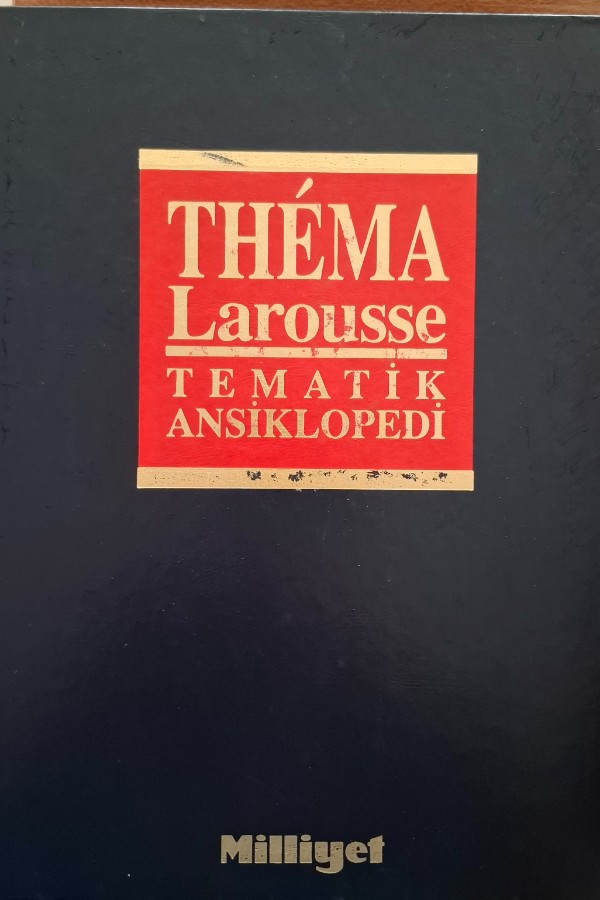 THÉMA
Larousse
TEMATİK
ANSİKLOPEDİ
Milliyet